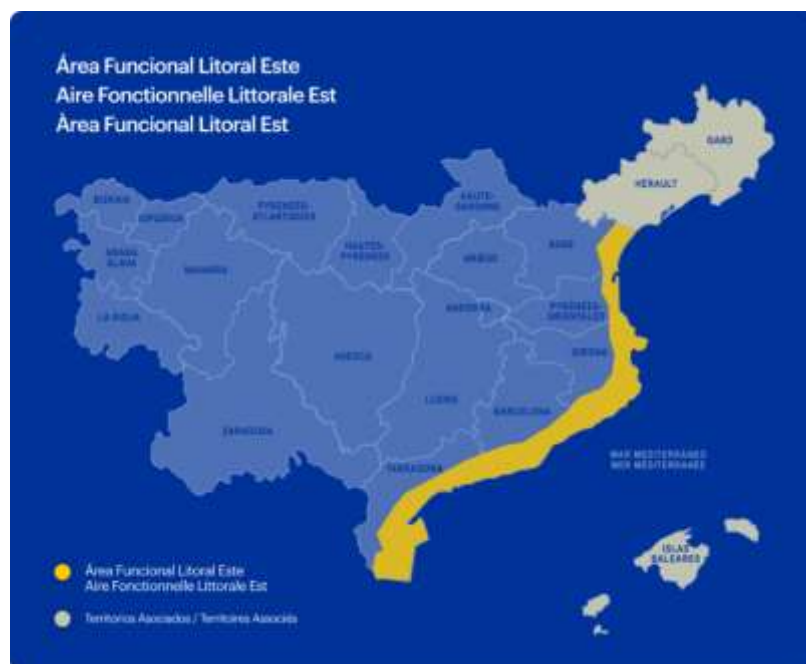 Área Funcional Litoral Este
Aire Fonctionnelle Littorale Est
Àrea Funcional Litoral Est
GARD
HÉRAULT
HAUTE-
GARONNE
BIZKAIA
GIPUZKOA
PYRÉNÉES-
ATLANTIQUES
HAUTES-
PYRÉNÉES
ARIÈGE
AUDE
ARABA
ÁLAVA
NAVARRA
LA RIOJA
ANDORRA
PYRÉNÉES-
ORIENTALES
GIRONA
HUESCA
LLEIDA
BARCELONA
ZARAGOZA
TARRAGONA
MAR MEDITERRÁNEO
MER MÉDITERRANÉE
ISLAS
BALEARES
Área Funcional Litoral Este
Aire Fonctionnelle Littorale Est
Territorios Asociados / Territoires Associés